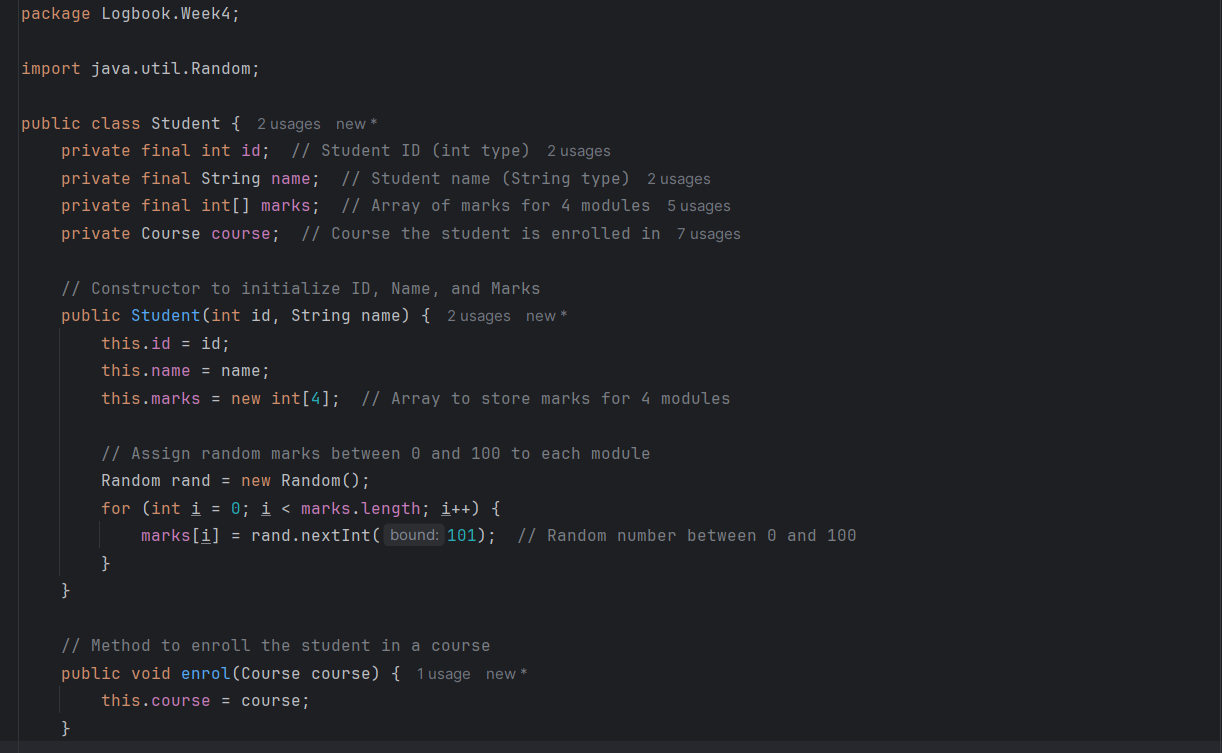 package Logbook.Week4;
import java.util.Random;
public class Student {  2 usages  new *
private final int id;  // Student ID (int type)  2 usages
private final String name;  // Student name (String type)  2 usages
private final int[] marks;  // Array of marks for 4 modules  5 usages
private Course course;  // Course the student is enrolled in  7 usages
// Constructor to initialize ID, Name, and Marks
public Student(int id, String name) {  2 usages  new *
this.id = id;
this.name = name;
this.marks = new int[4];  // Array to store marks for 4 modules
// Assign random marks between 0 and 100 to each module
Random rand = new Random();
for (int i = 0; i < marks.length; i++) {
marks[i] = rand.nextInt( bound: 101);  // Random number between 0 and 100
}
}
// Method to enroll the student in a course
public void enrol(Course course) {  1 usage  new *
this.course = course;
}